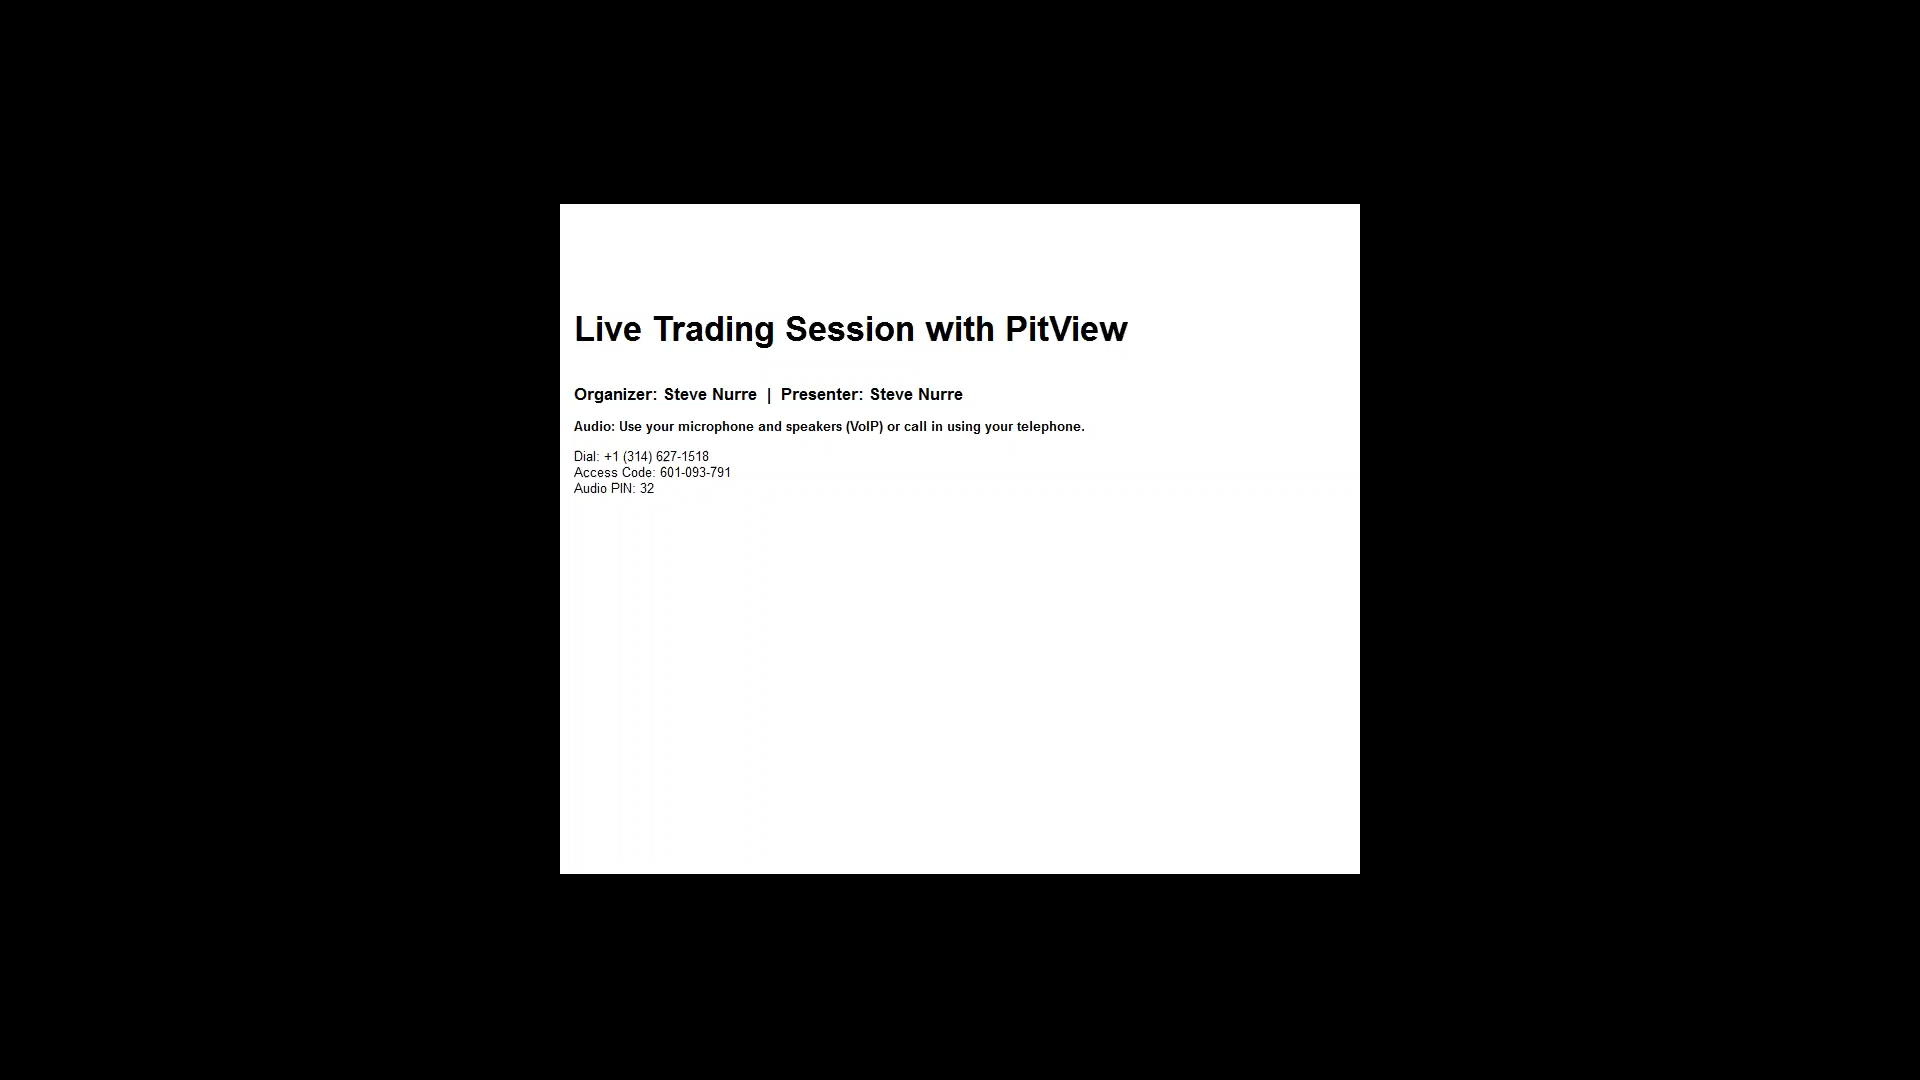 Live Trading Session with PitView
Organizer: Steve Nurre | Presenter: Steve Nurre
Audio: Use your microphone and speakers (VoIP) or call in using your telephone.
Dial: +1 (314) 627-1518
Access Code: 601-093-791
Audio PIN: 32